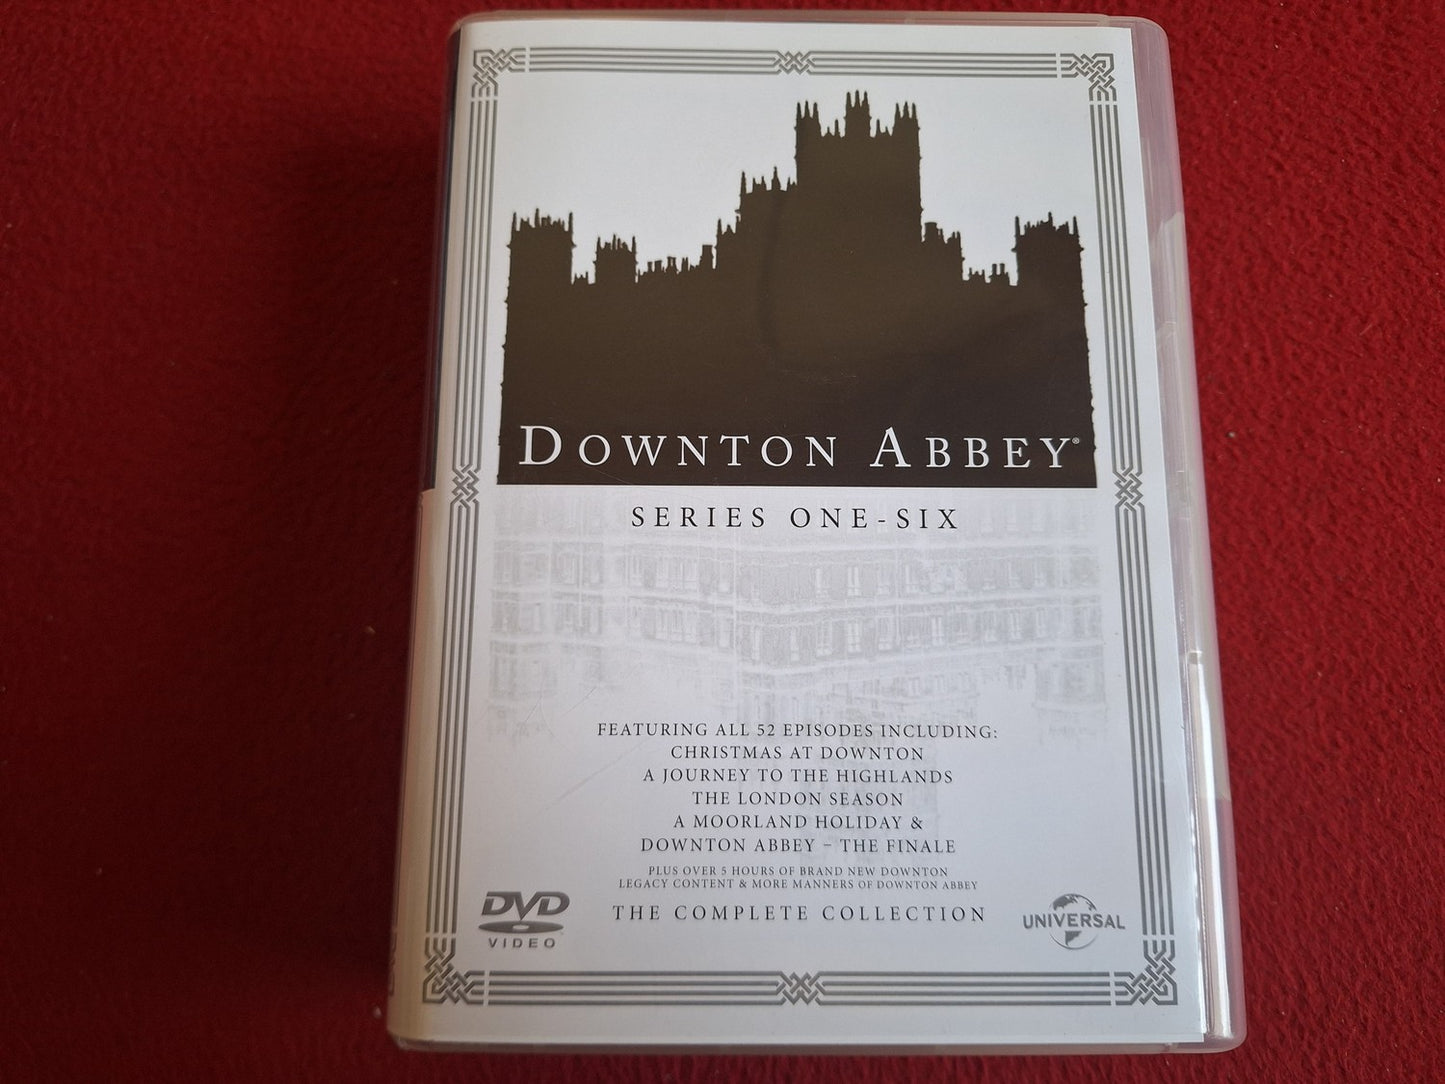 DOWNTON ABBEY®
SERIES ONE-SIX
FEATURING ALL 52 EPISODES INCLUDING:
CHRISTMAS AT DOWNTON
A JOURNEY TO THE HIGHLANDS
THE LONDON SEASON
A MOORLAND HOLIDAY &
DOWNTON ABBEY – THE FINALE
PLUS OVER 5 HOURS OF BRAND NEW DOWNTON
LEGACY CONTENT & MORE MANNERS OF DOWNTON ABBEY
THE COMPLETE COLLECTION
DVD
VIDEO
UNIVERSAL